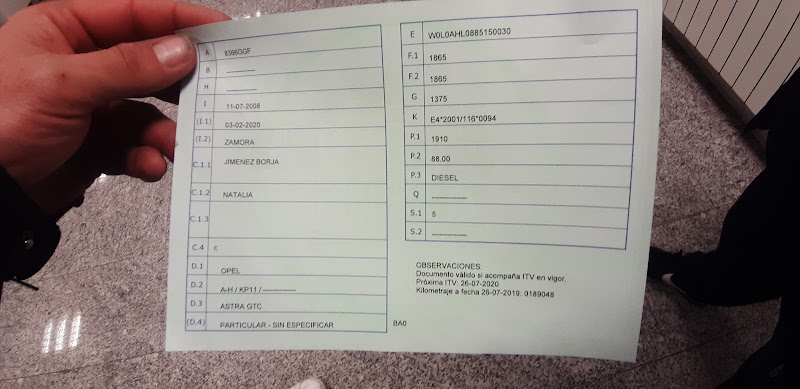 A 8386GGF
B ----------
H ----------
I 11-07-2008
(I.1) 03-02-2020
(I.2) ZAMORA
C.1.1 JIMENEZ BORJA
C.1.2 NATALIA
C.1.3
C.4 c
D.1 OPEL
D.2 A-H / KP11 / ----------
D.3 ASTRA GTC
(D.4) PARTICULAR - SIN ESPECIFICAR
E W0L0AHL0885150030
F.1 1865
F.2 1865
G 1375
K E4*2001/116*0094
P.1 1910
P.2 88.00
P.3 DIESEL
Q ----------
S.1 5
S.2 ----------
OBSERVACIONES:
Documento válido si acompaña ITV en vigor.
Próxima ITV: 26-07-2020
Kilometraje a fecha 26-07-2019: 0189048
BA0